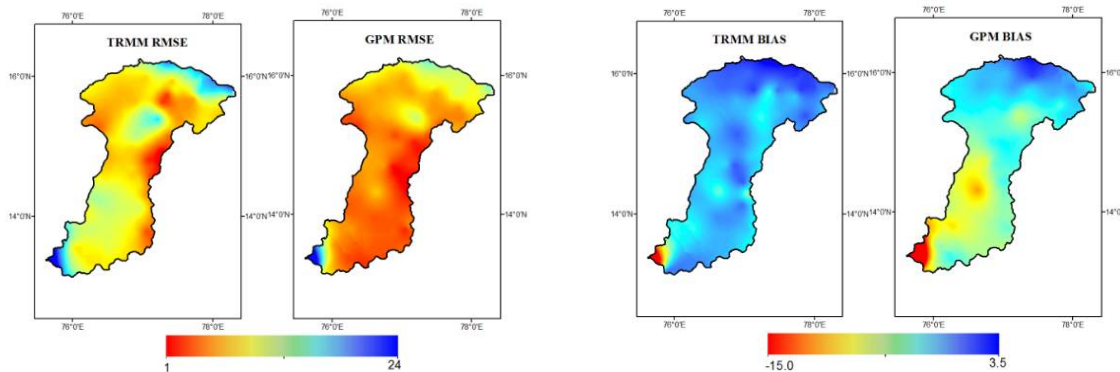 76°0'E 78°0'E 76°0'E 78°0'E 76°0'E 78°0'E 76°0'E 78°0'E
TRMM RMSE GPM RMSE TRMM BIAS GPM BIAS
16°0'N 16°0'N 16°0'N 16°0'N 16°0'N 16°0'N
14°0'N 14°0'N 14°0'N 14°0'N 14°0'N 14°0'N
76°0'E 78°0'E 76°0'E 78°0'E 76°0'E 78°0'E 76°0'E 78°0'E
1 24 -15.0 3.5